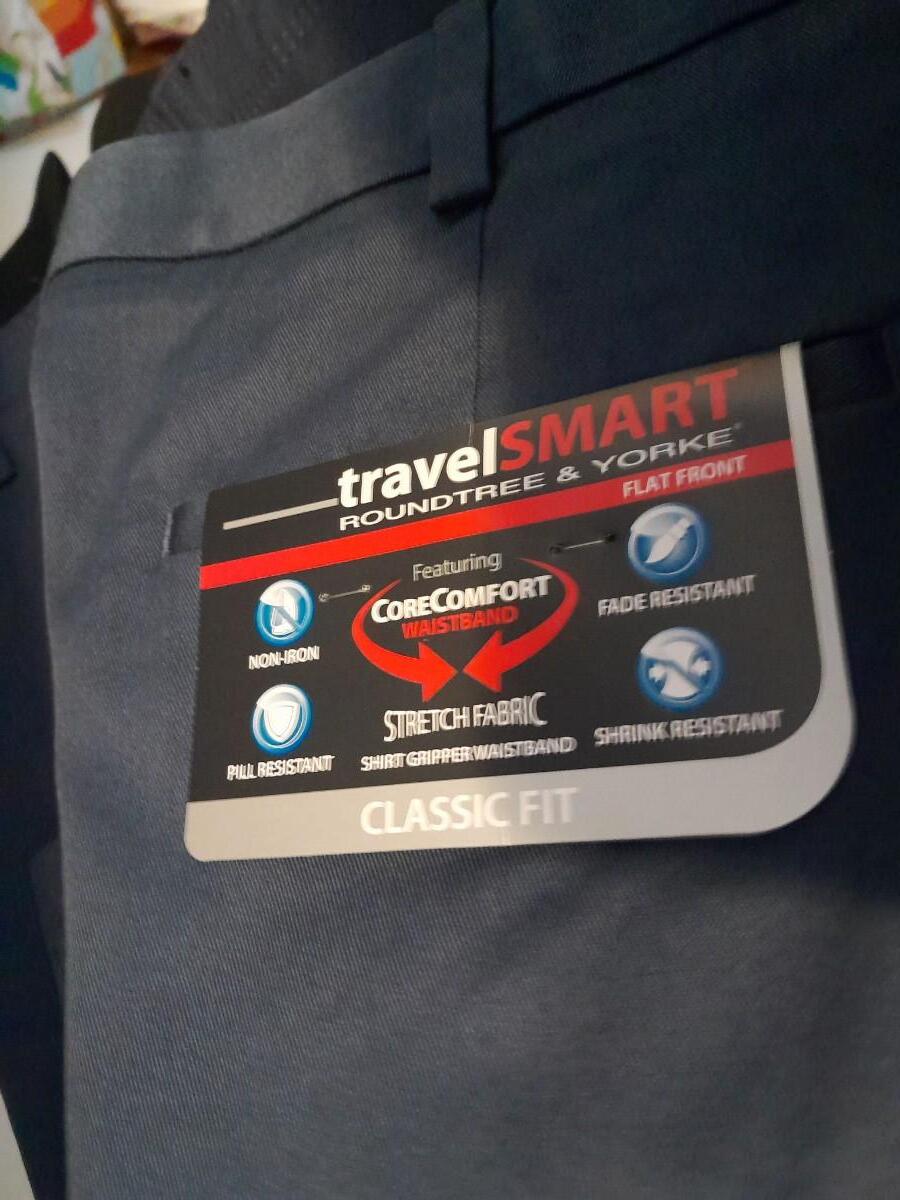 travelSMART
ROUNDTREE & YORKE®
FLAT FRONT
Featuring
CORECOMFORT
WAISTBAND
NON-IRON
FADE RESISTANT
STRETCH FABRIC
PILL RESISTANT
SHIRT GRIPPER WAISTBAND
SHRINK RESISTANT
CLASSIC FIT